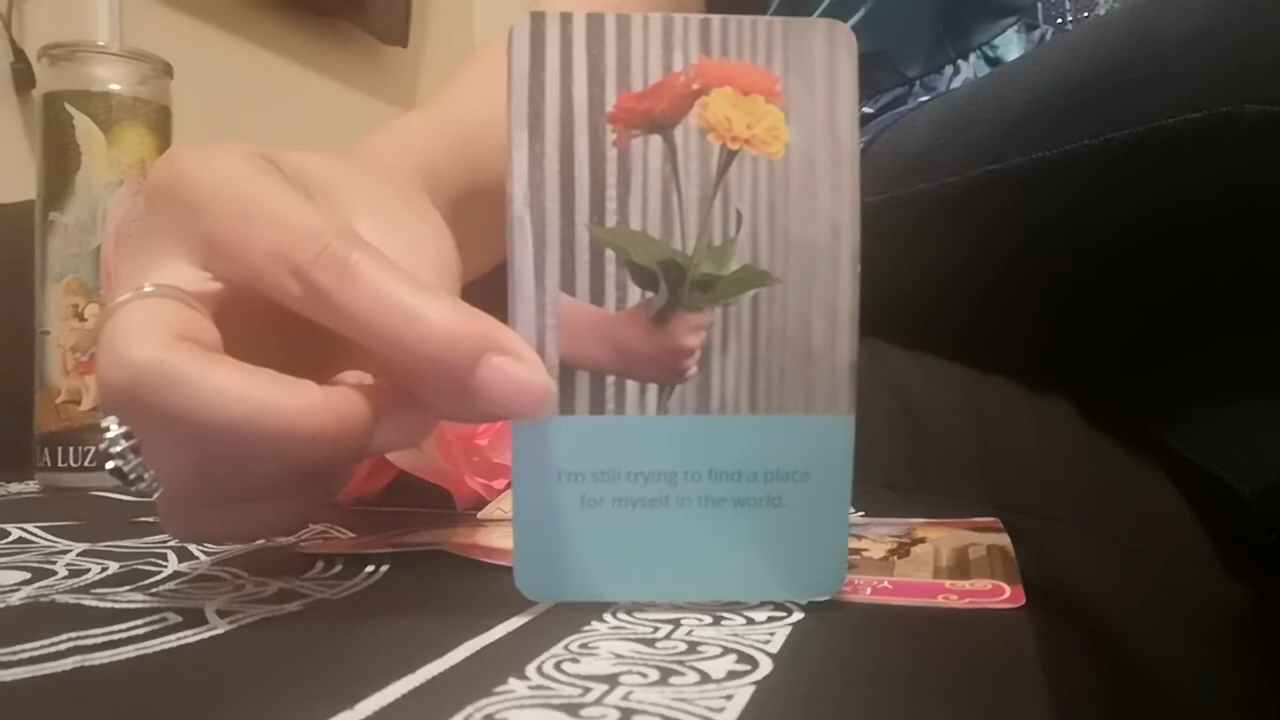 LA LUZ
I'm still trying to find a place
for myself in the world.